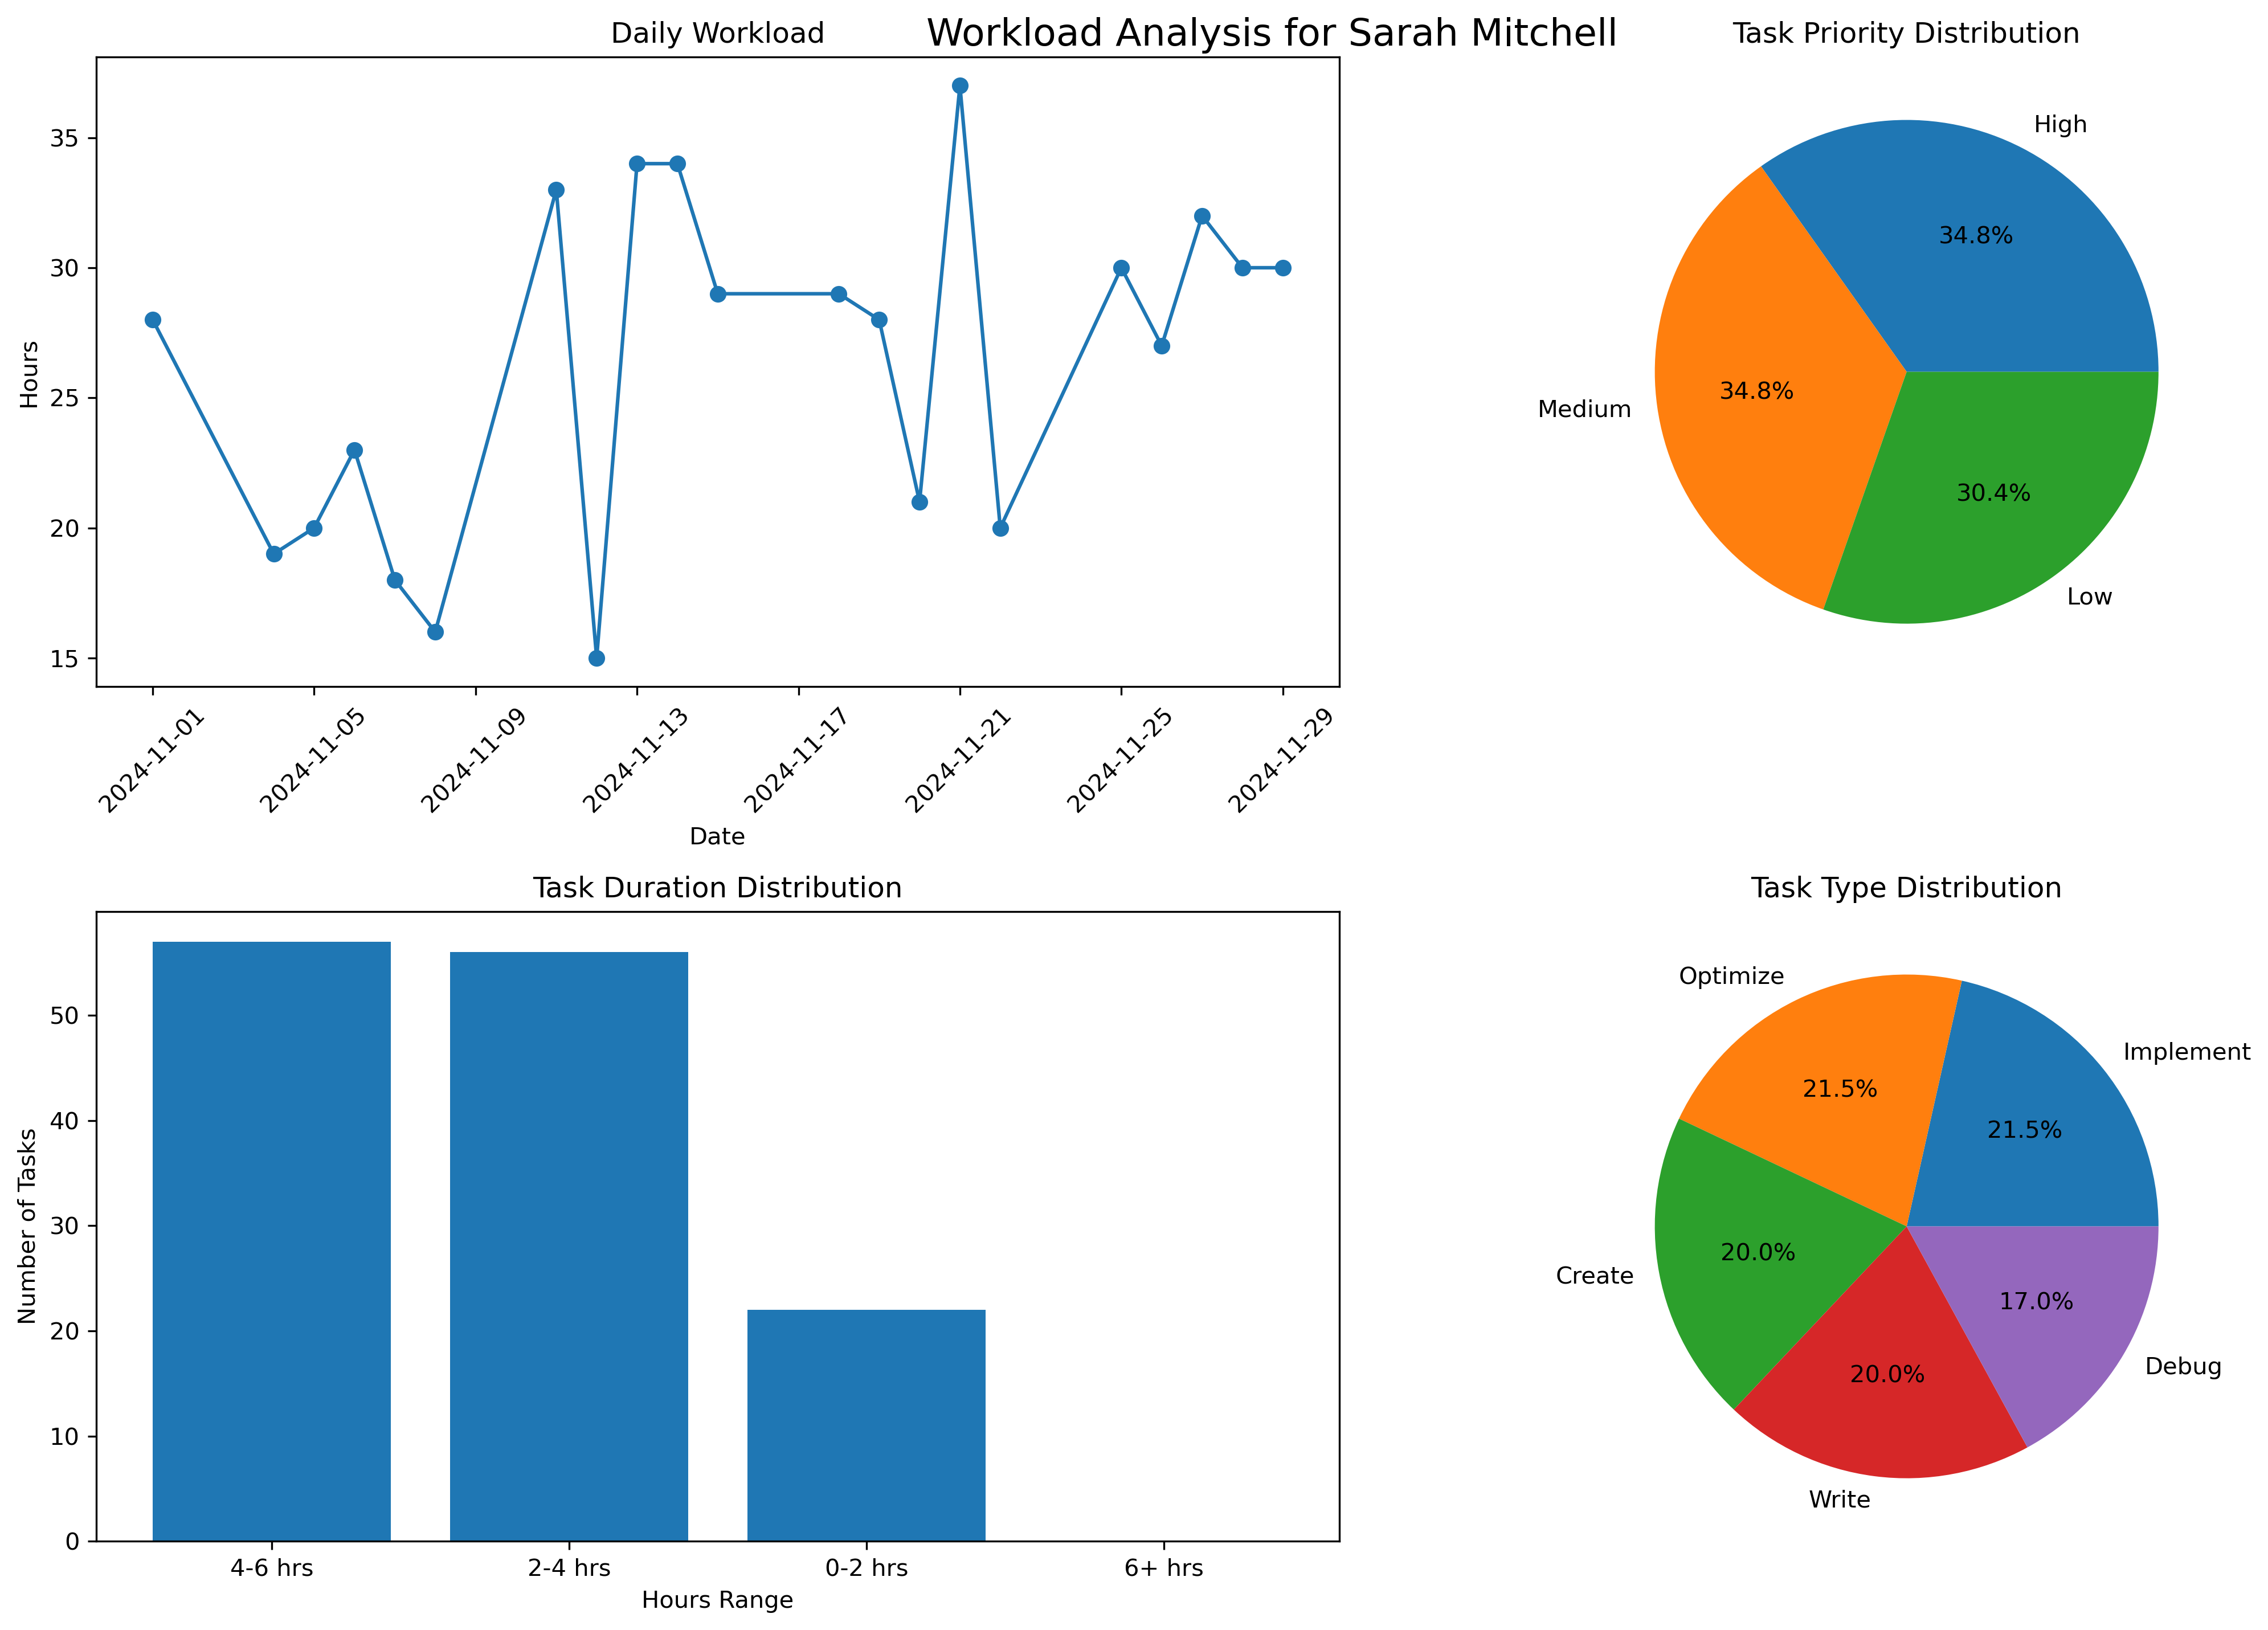 Workload Analysis for Sarah Mitchell
Daily Workload
Hours
35
30
25
20
15
2024-11-01
2024-11-05
2024-11-09
2024-11-13
2024-11-17
2024-11-21
2024-11-25
2024-11-29
Date
Task Priority Distribution
High
34.8%
Medium
34.8%
Low
30.4%
Task Duration Distribution
Number of Tasks
50
40
30
20
10
0
4-6 hrs
2-4 hrs
0-2 hrs
6+ hrs
Hours Range
Task Type Distribution
Implement
21.5%
Optimize
21.5%
Create
20.0%
Write
20.0%
Debug
17.0%